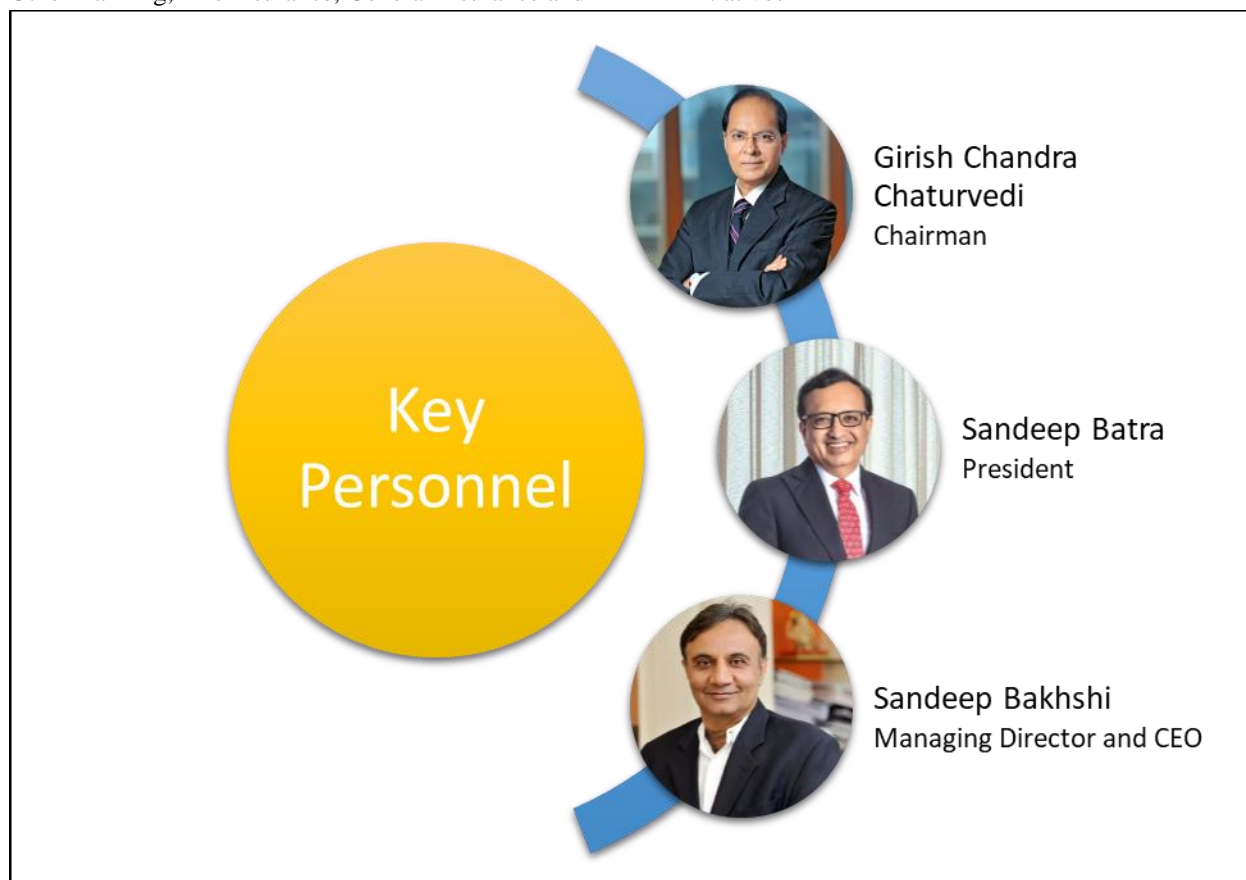 Key
Personnel
Girish Chandra
Chaturvedi
Chairman
Sandeep Batra
President
Sandeep Bakhshi
Managing Director and CEO